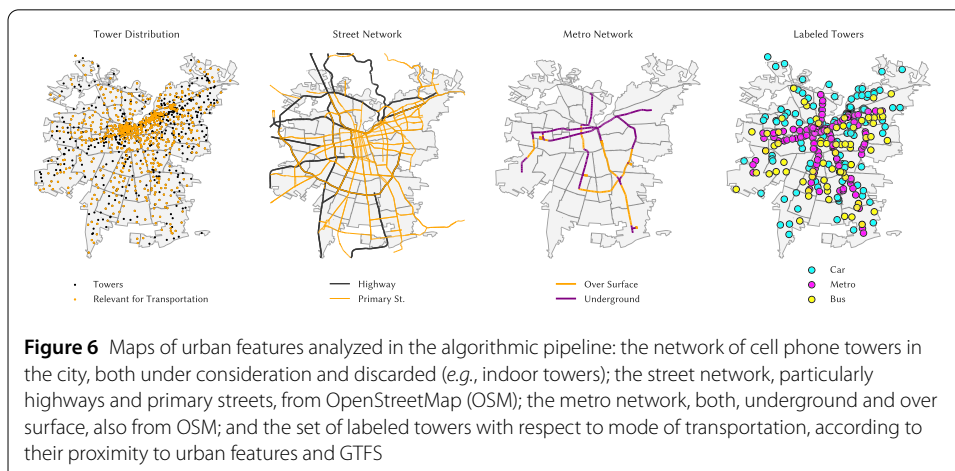 Tower Distribution
Street Network
Metro Network
Labeled Towers
Towers
Relevant for Transportation
Highway
Primary St.
Over Surface
Underground
Car
Metro
Bus
Figure 6 Maps of urban features analyzed in the algorithmic pipeline: the network of cell phone towers in
the city, both under consideration and discarded (e.g., indoor towers); the street network, particularly
highways and primary streets, from OpenStreetMap (OSM); the metro network, both, underground and over
surface, also from OSM; and the set of labeled towers with respect to mode of transportation, according to
their proximity to urban features and GTFS